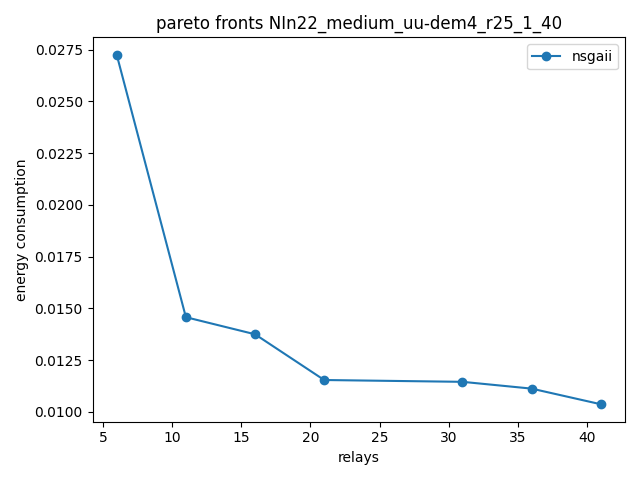 pareto fronts NIn22_medium_uu-dem4_r25_1_40
nsgaii
0.0275
0.0250
0.0225
0.0200
0.0175
0.0150
0.0125
0.0100
energy consumption
5 10 15 20 25 30 35 40
relays